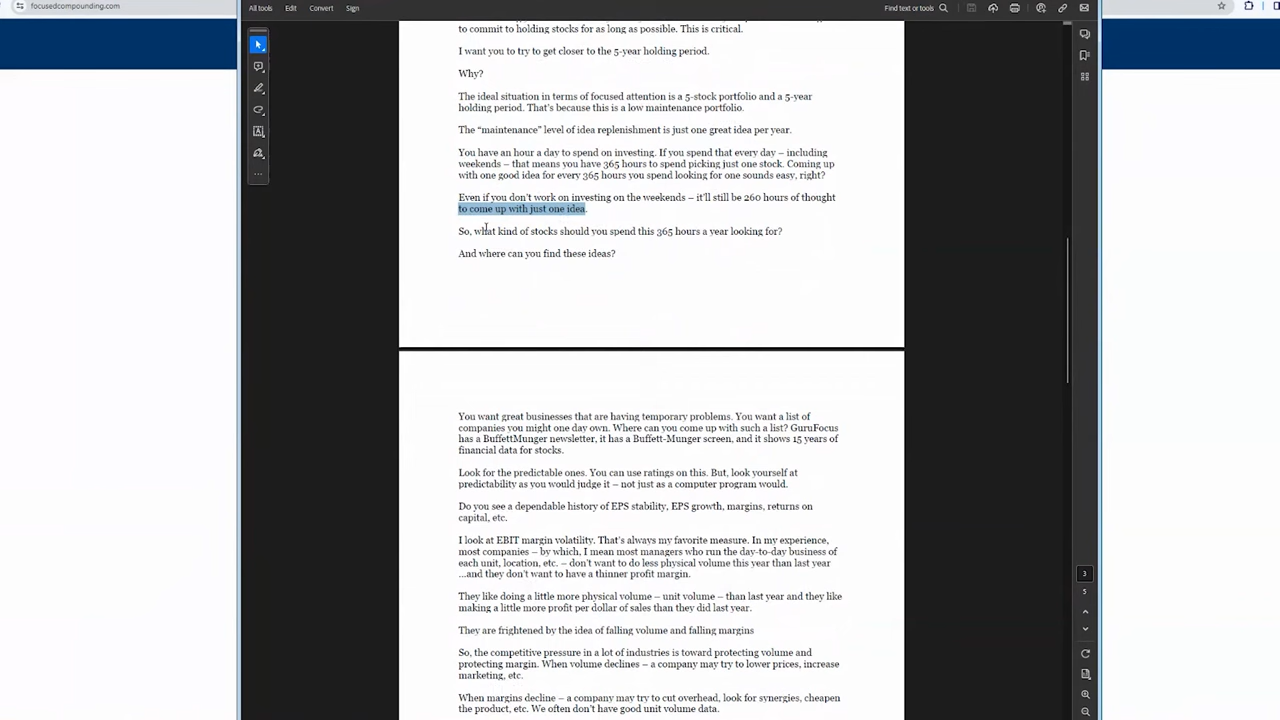 focusedcompounding.com
All tools Edit Convert Sign Find text or tools
to commit to holding stocks for as long as possible. This is critical.
I want you to try to get closer to the 5-year holding period.
Why?
The ideal situation in terms of focused attention is a 5-stock portfolio and a 5-year
holding period. That's because this is a low maintenance portfolio.
The “maintenance” level of idea replenishment is just one great idea per year.
You have an hour a day to spend on investing. If you spend that every day – including
weekends – that means you have 365 hours to spend picking just one stock. Coming up
with one good idea for every 365 hours you spend looking for one sounds easy, right?
Even if you don't work on investing on the weekends – it'll still be 260 hours of thought
to come up with just one idea.
So, what kind of stocks should you spend this 365 hours a year looking for?
And where can you find these ideas?
You want great businesses that are having temporary problems. You want a list of
companies you might one day own. Where can you come up with such a list? GuruFocus
has a BuffettMunger newsletter, it has a Buffett-Munger screen, and it shows 15 years of
financial data for stocks.
Look for the predictable ones. You can use ratings on this. But, look yourself at
predictability as you would judge it – not just as a computer program would.
Do you see a dependable history of EPS stability, EPS growth, margins, returns on
capital, etc.
I look at EBIT margin volatility. That's always my favorite measure. In my experience,
most companies – by which, I mean most managers who run the day-to-day business of
each unit, location, etc. – don't want to do less physical volume this year than last year
…and they don't want to have a thinner profit margin.
They like doing a little more physical volume – unit volume – than last year and they like
making a little more profit per dollar of sales than they did last year.
They are frightened by the idea of falling volume and falling margins
So, the competitive pressure in a lot of industries is toward protecting volume and
protecting margin. When volume declines – a company may try to lower prices, increase
marketing, etc.
When margins decline – a company may try to cut overhead, look for synergies, cheapen
the product, etc. We often don't have good unit volume data.
3
5